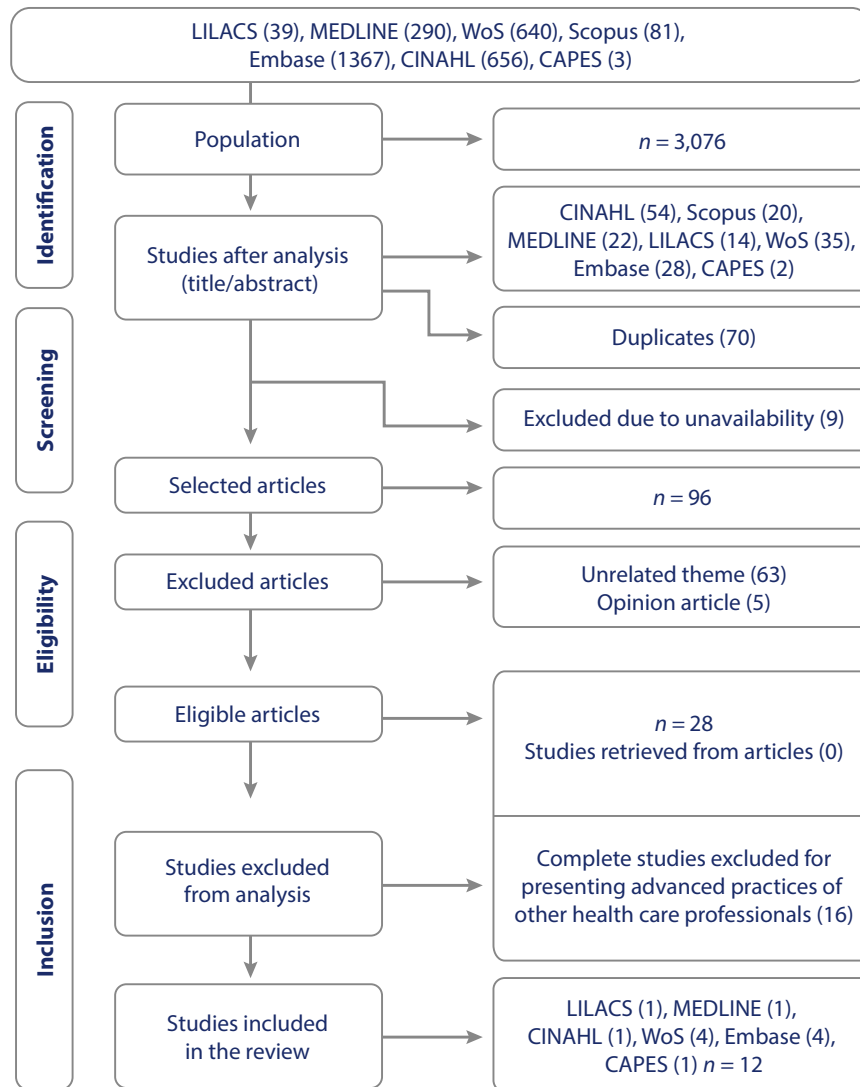 LILACS (39), MEDLINE (290), WoS (640), Scopus (81),
Embase (1367), CINAHL (656), CAPES (3)
Identification
Population
n = 3,076
Studies after analysis
(title/abstract)
CINAHL (54), Scopus (20),
MEDLINE (22), LILACS (14), WoS (35),
Embase (28), CAPES (2)
Duplicates (70)
Screening
Excluded due to unavailability (9)
Selected articles
n = 96
Eligibility
Excluded articles
Unrelated theme (63)
Opinion article (5)
Eligible articles
n = 28
Studies retrieved from articles (0)
Inclusion
Studies excluded
from analysis
Complete studies excluded for
presenting advanced practices of
other health care professionals (16)
Studies included
in the review
LILACS (1), MEDLINE (1),
CINAHL (1), WoS (4), Embase (4),
CAPES (1) n = 12